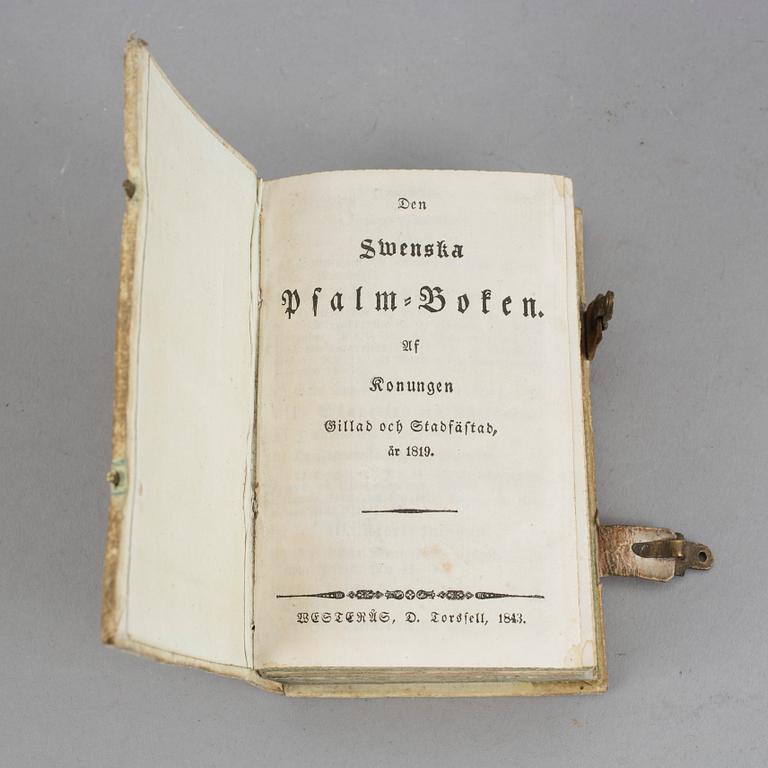 Den
Swenska
Psalm-Boken.
Af
Konungen
Gillad och Stadfästad,
år 1819.
WESTERÅS, D. Torssell, 1843.